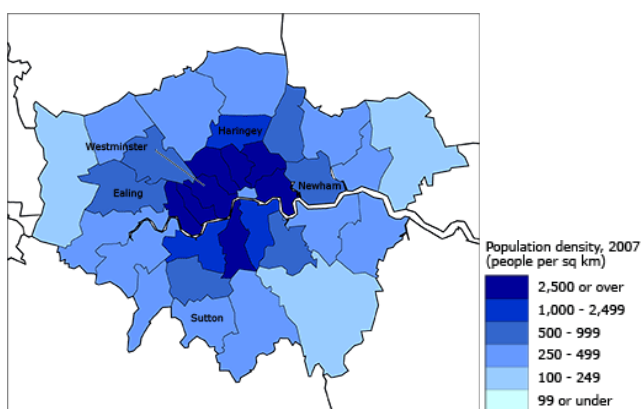 Haringey
Westminster
Ealing
Newham
Sutton
Population density, 2007
(people per sq km)
2,500 or over
1,000 - 2,499
500 - 999
250 - 499
100 - 249
99 or under